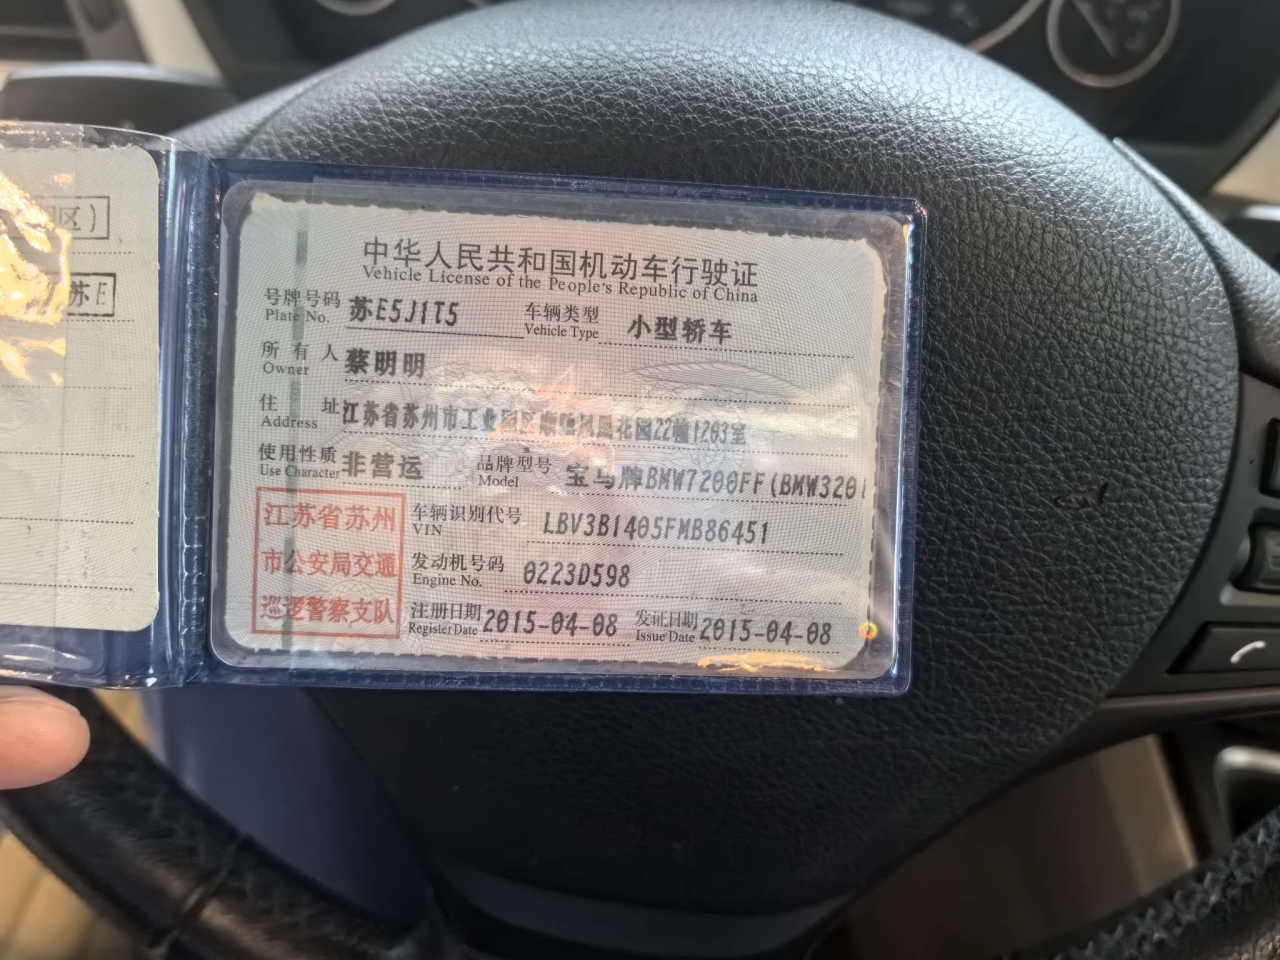 区)
苏E
中华人民共和国机动车行驶证
Vehicle License of the People's Republic of China
号牌号码 苏E5J1T5 车辆类型 小型轿车
Plate No. Vehicle Type
所有人 蔡明明
Owner
住址 江苏省苏州市工业园区 花园22幢1203室
Address
使用性质 非营运 品牌型号 宝马牌BMW7200FF(BMW320
Use Character Model
江苏省苏州
市公安局交通
巡逻警察支队
车辆识别代号 LBV3B1405FMB86451
VIN
发动机号码 0223D598
Engine No.
注册日期 2015-04-08 发证日期 2015-04-08
Register Date Issue Date